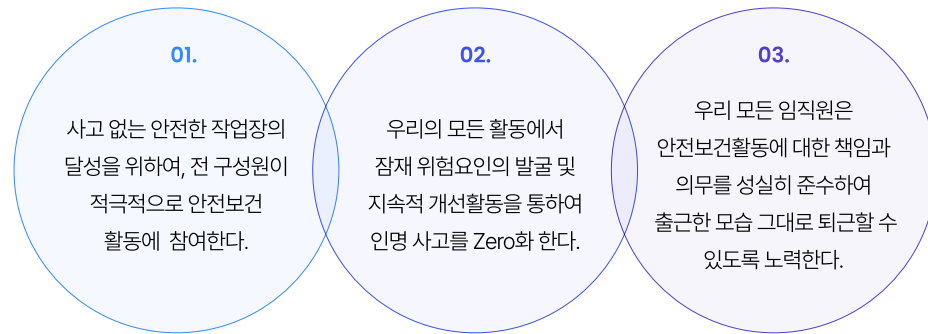 01.
사고 없는 안전한 작업장의
달성을 위하여, 전 구성원이
적극적으로 안전보건
활동에 참여한다.
02.
우리의 모든 활동에서
잠재 위험요인의 발굴 및
지속적 개선활동을 통하여
인명 사고를 Zero화 한다.
03.
우리 모든 임직원은
안전보건활동에 대한 책임과
의무를 성실히 준수하여
출근한 모습 그대로 퇴근할 수
있도록 노력한다.